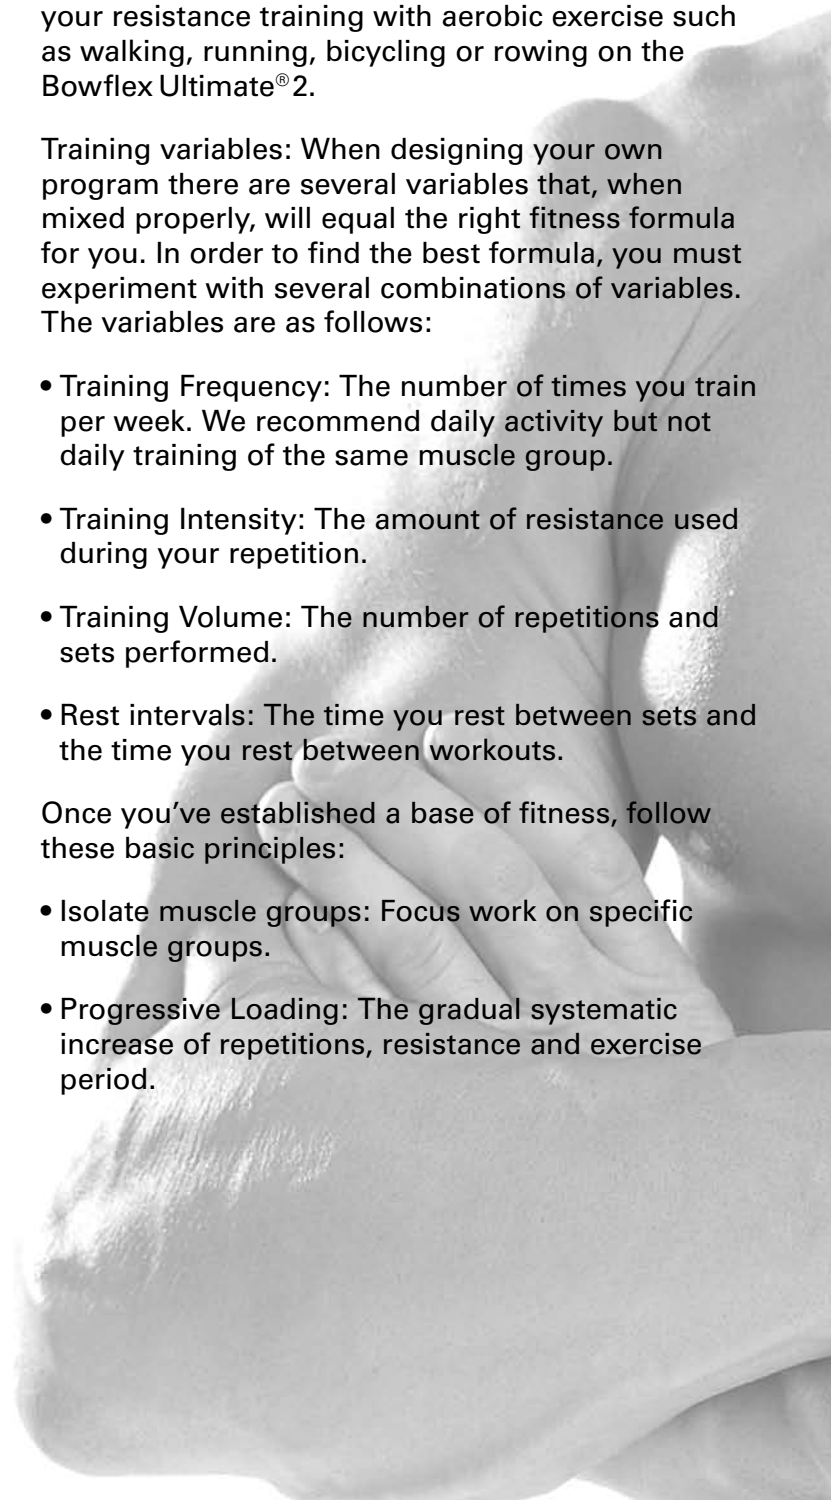 your resistance training with aerobic exercise such
as walking, running, bicycling or rowing on the
Bowflex Ultimate®2.
Training variables: When designing your own
program there are several variables that, when
mixed properly, will equal the right fitness formula
for you. In order to find the best formula, you must
experiment with several combinations of variables.
The variables are as follows:
• Training Frequency: The number of times you train
per week. We recommend daily activity but not
daily training of the same muscle group.
• Training Intensity: The amount of resistance used
during your repetition.
• Training Volume: The number of repetitions and
sets performed.
• Rest intervals: The time you rest between sets and
the time you rest between workouts.
Once you’ve established a base of fitness, follow
these basic principles:
• Isolate muscle groups: Focus work on specific
muscle groups.
• Progressive Loading: The gradual systematic
increase of repetitions, resistance and exercise
period.